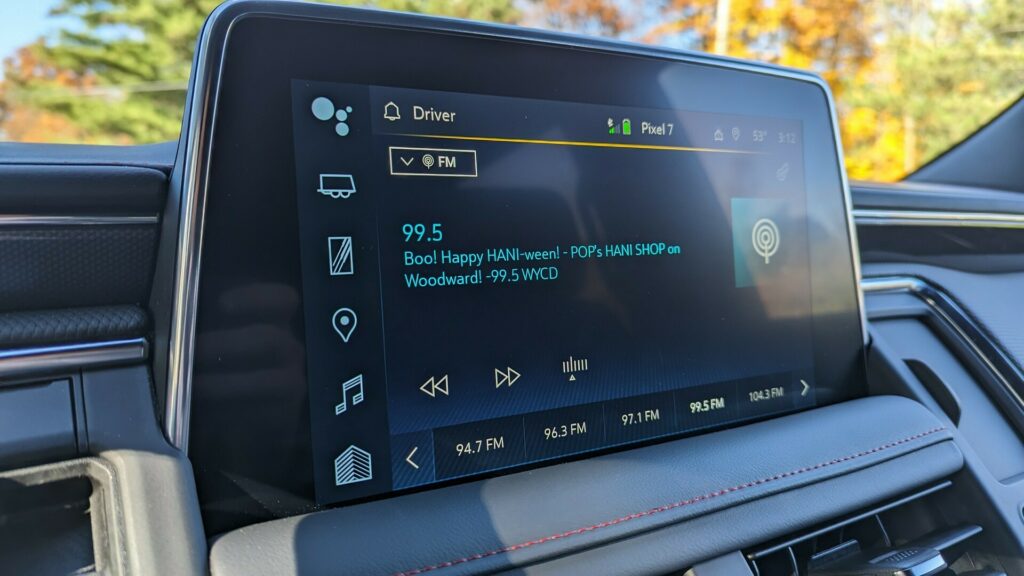 Driver
Pixel 7
53° 3:12
FM
99.5
Boo! Happy HANI-ween! - POP's HANI SHOP on
Woodward! -99.5 WYCD
94.7 FM 96.3 FM 97.1 FM 99.5 FM 104.3 FM